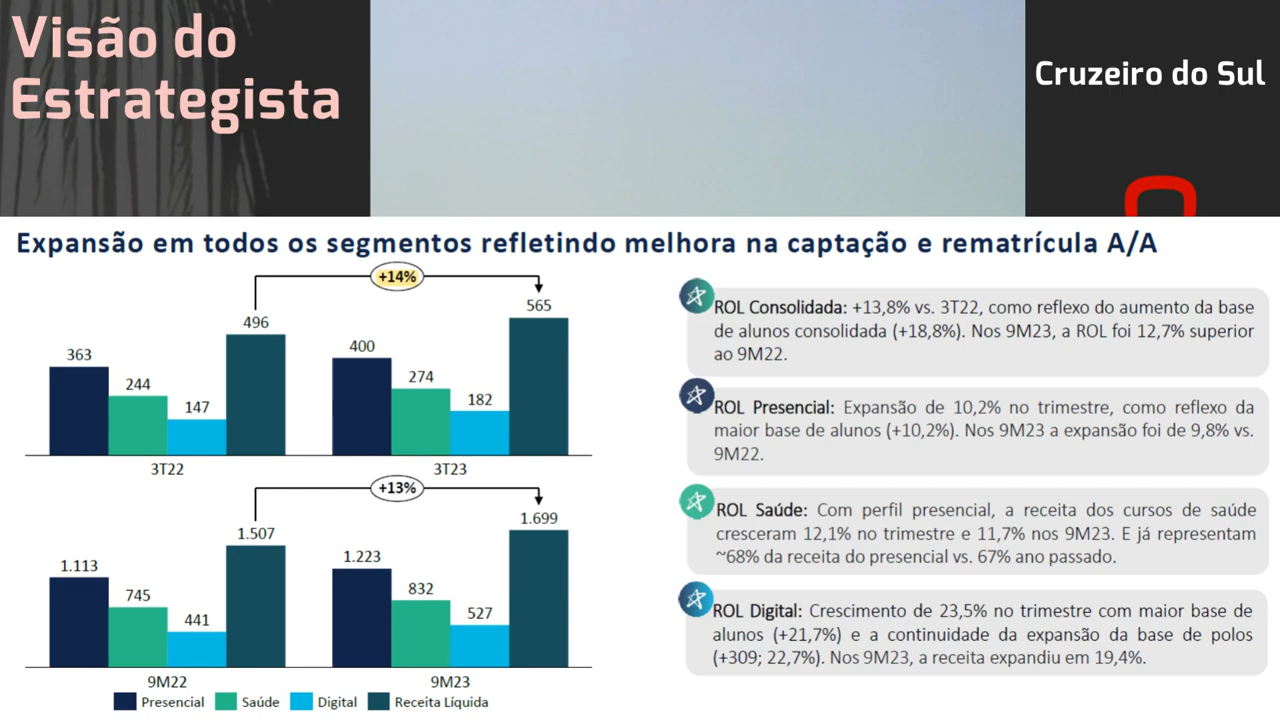 Visão do
Estrategista
Cruzeiro do Sul
Expansão em todos os segmentos refletindo melhora na captação e rematrícula A/A
+14%
363
244
147
496
400
274
182
565
3T22
3T23
+13%
1.113
745
441
1.507
1.223
832
527
1.699
9M22
9M23
Presencial
Saúde
Digital
Receita Líquida
ROL Consolidada: +13,8% vs. 3T22, como reflexo do aumento da base
de alunos consolidada (+18,8%). Nos 9M23, a ROL foi 12,7% superior
ao 9M22.
ROL Presencial: Expansão de 10,2% no trimestre, como reflexo da
maior base de alunos (+10,2%). Nos 9M23 a expansão foi de 9,8% vs.
9M22.
ROL Saúde: Com perfil presencial, a receita dos cursos de saúde
cresceram 12,1% no trimestre e 11,7% nos 9M23. E já representam
~68% da receita do presencial vs. 67% ano passado.
ROL Digital: Crescimento de 23,5% no trimestre com maior base de
alunos (+21,7%) e a continuidade da expansão da base de polos
(+309; 22,7%). Nos 9M23, a receita expandiu em 19,4%.